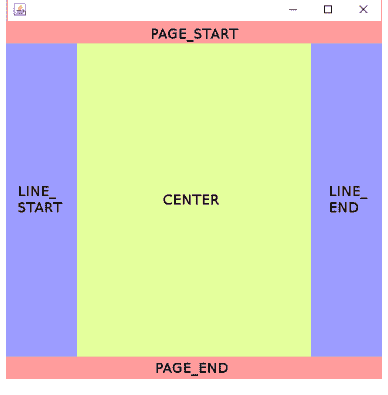 PAGE_START
LINE_
START
CENTER
LINE_
END
PAGE_END